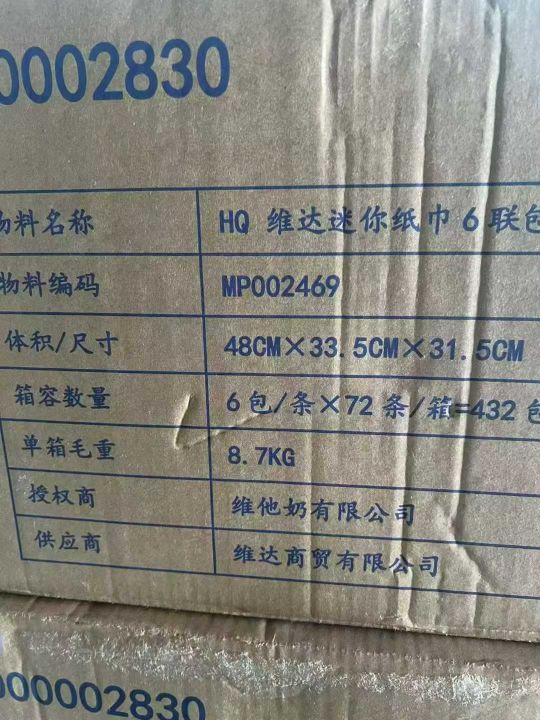 0002830
物料名称 HQ 维达迷你纸巾6联包
物料编码 MP002469
体积/尺寸 48CM×33.5CM×31.5CM
箱容数量 6包/条×72条/箱=432包
单箱毛重 8.7KG
授权商 维他奶有限公司
供应商 维达商贸有限公司
000002830